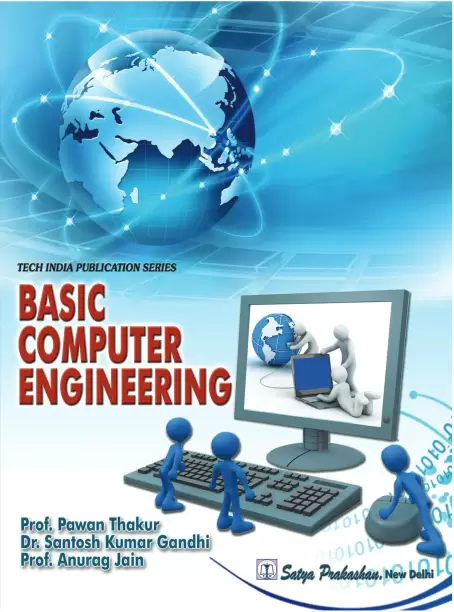 TECH INDIA PUBLICATION SERIES
BASIC
COMPUTER
ENGINEERING
Prof. Pawan Thakur
Dr. Santosh Kumar Gandhi
Prof. Anurag Jain
Satya Prakashan, New Delhi